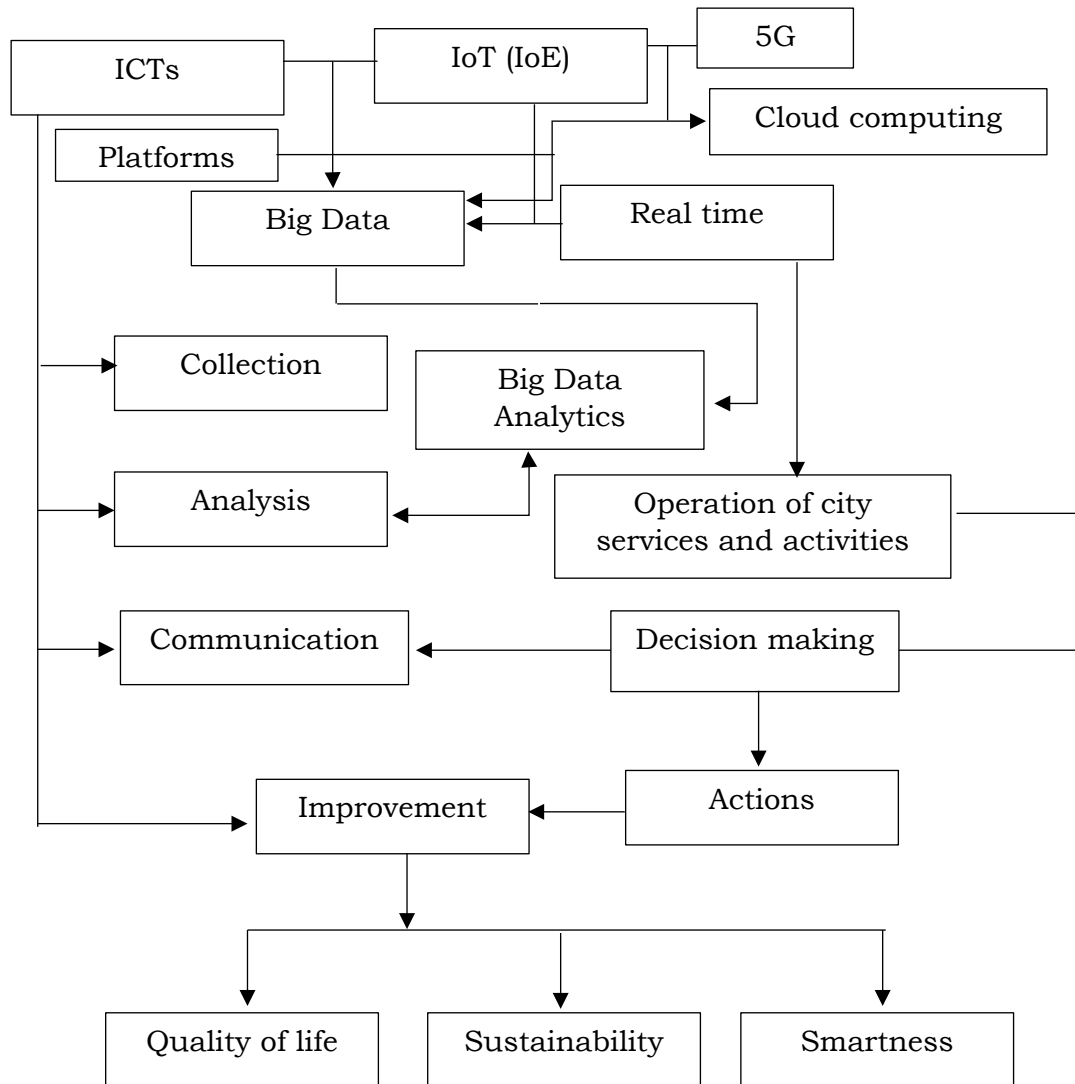 ICTs
IoT (IoE)
5G
Cloud computing
Platforms
Big Data
Real time
Collection
Big Data
Analytics
Analysis
Operation of city
services and activities
Communication
Decision making
Improvement
Actions
Quality of life
Sustainability
Smartness